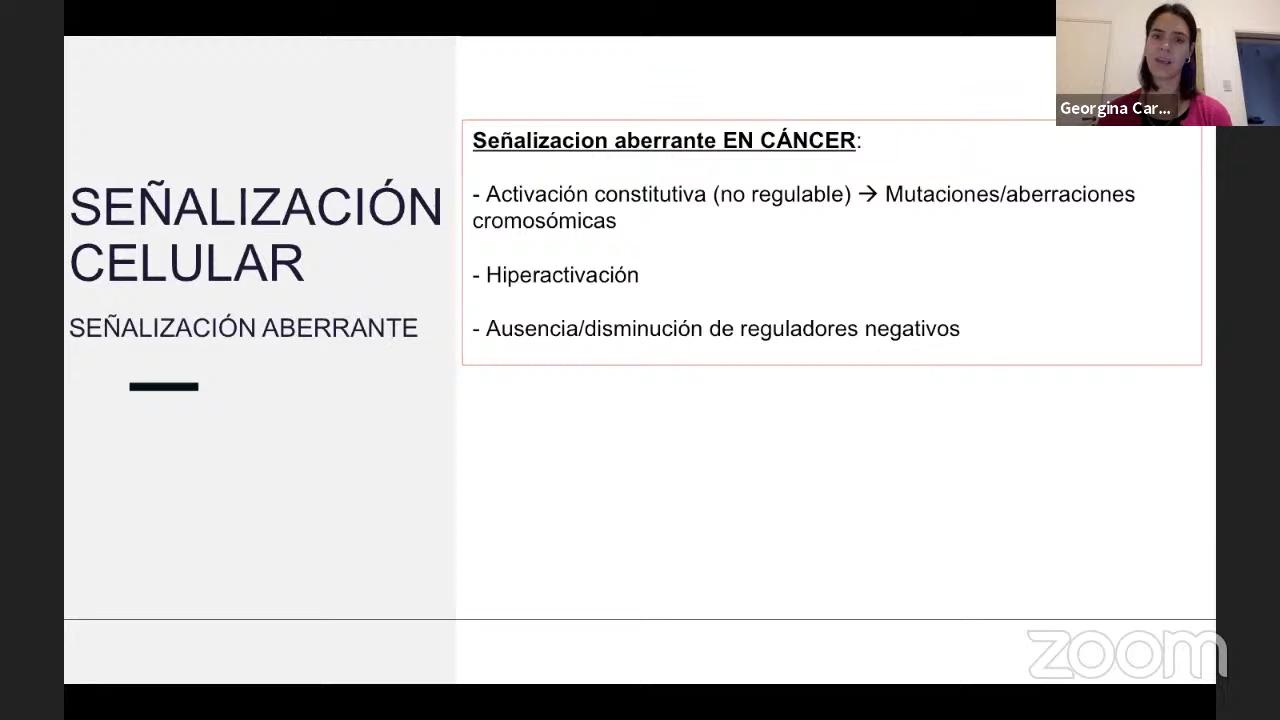 Georgina Car...
SEÑALIZACIÓN
CELULAR
SEÑALIZACIÓN ABERRANTE
Señalizacion aberrante EN CÁNCER:
- Activación constitutiva (no regulable) → Mutaciones/aberraciones
cromosómicas
- Hiperactivación
- Ausencia/disminución de reguladores negativos
zoom